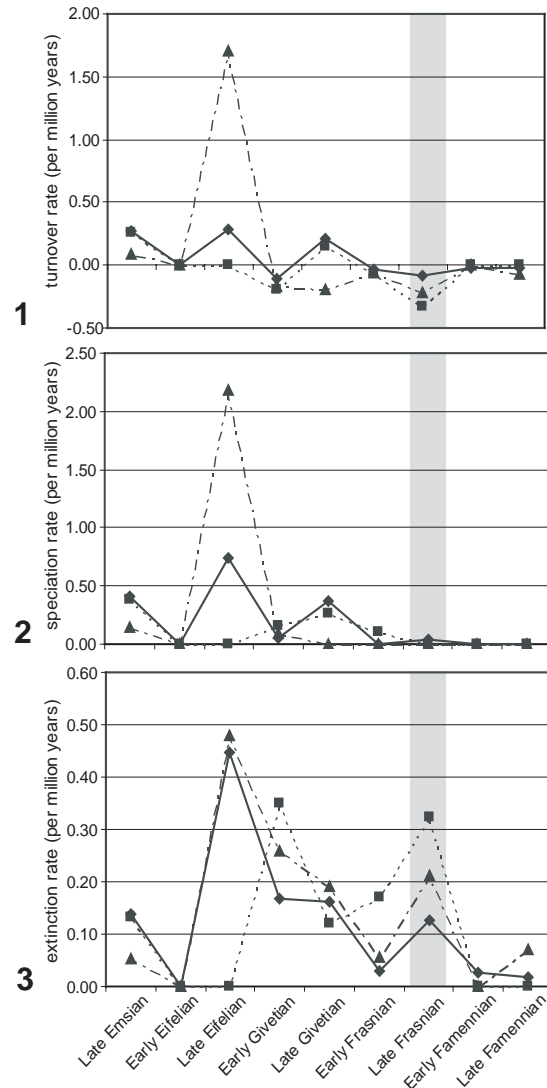 1
turnover rate (per million years)
2.00
1.50
1.00
0.50
0.00
-0.50
2
speciation rate (per million years)
2.50
2.00
1.50
1.00
0.50
0.00
3
extinction rate (per million years)
0.60
0.50
0.40
0.30
0.20
0.10
0.00
Late Emsian
Early Eifelian
Late Eifelian
Early Givetian
Late Givetian
Early Frasnian
Late Frasnian
Early Famennian
Late Famennian